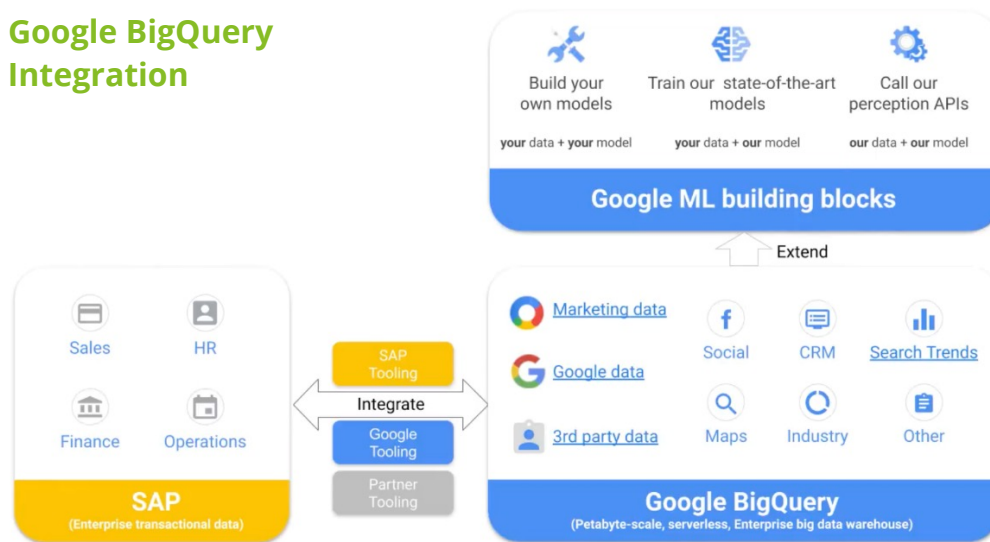 Google BigQuery
Integration
Build your
own models
your data + your model
Train our state-of-the-art
models
your data + our model
Call our
perception APIs
our data + our model
Google ML building blocks
Extend
Sales
HR
Finance
Operations
SAP
(Enterprise transactional data)
SAP
Tooling
Integrate
Google
Tooling
Partner
Tooling
Marketing data
Google data
3rd party data
Social
CRM
Search Trends
Maps
Industry
Other
Google BigQuery
(Petabyte-scale, serverless, Enterprise big data warehouse)